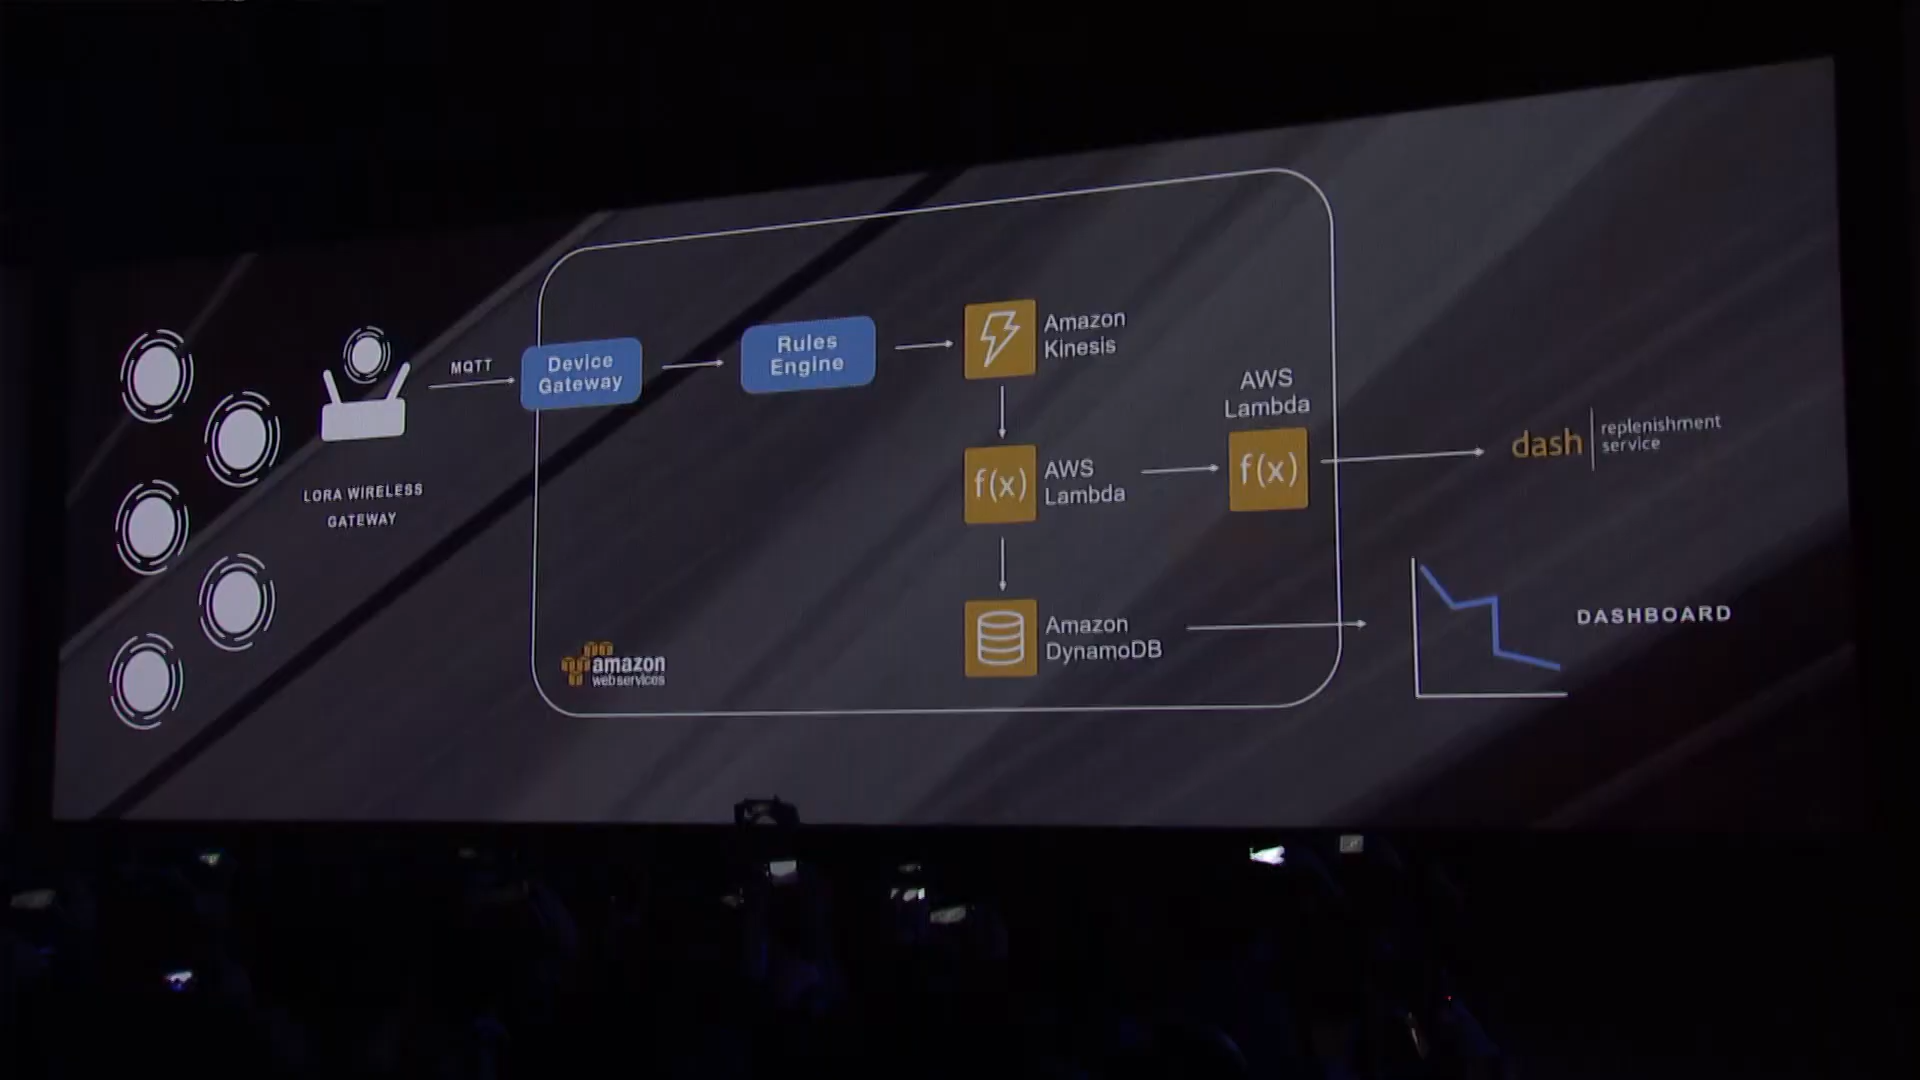 MQTT
LORA WIRELESS
GATEWAY
Device
Gateway
Rules
Engine
Amazon
Kinesis
f(x)
AWS
Lambda
AWS
Lambda
f(x)
Amazon
DynamoDB
amazon
webservices
dash
replenishment
service
DASHBOARD